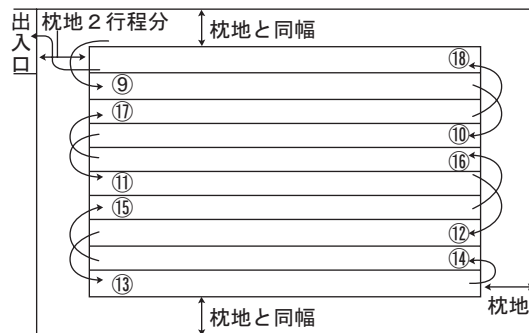 出入口
枕地２行程分
枕地と同幅
⑱
⑨
⑰
⑩
⑯
⑪
⑮
⑫
⑭
⑬
枕地
枕地と同幅